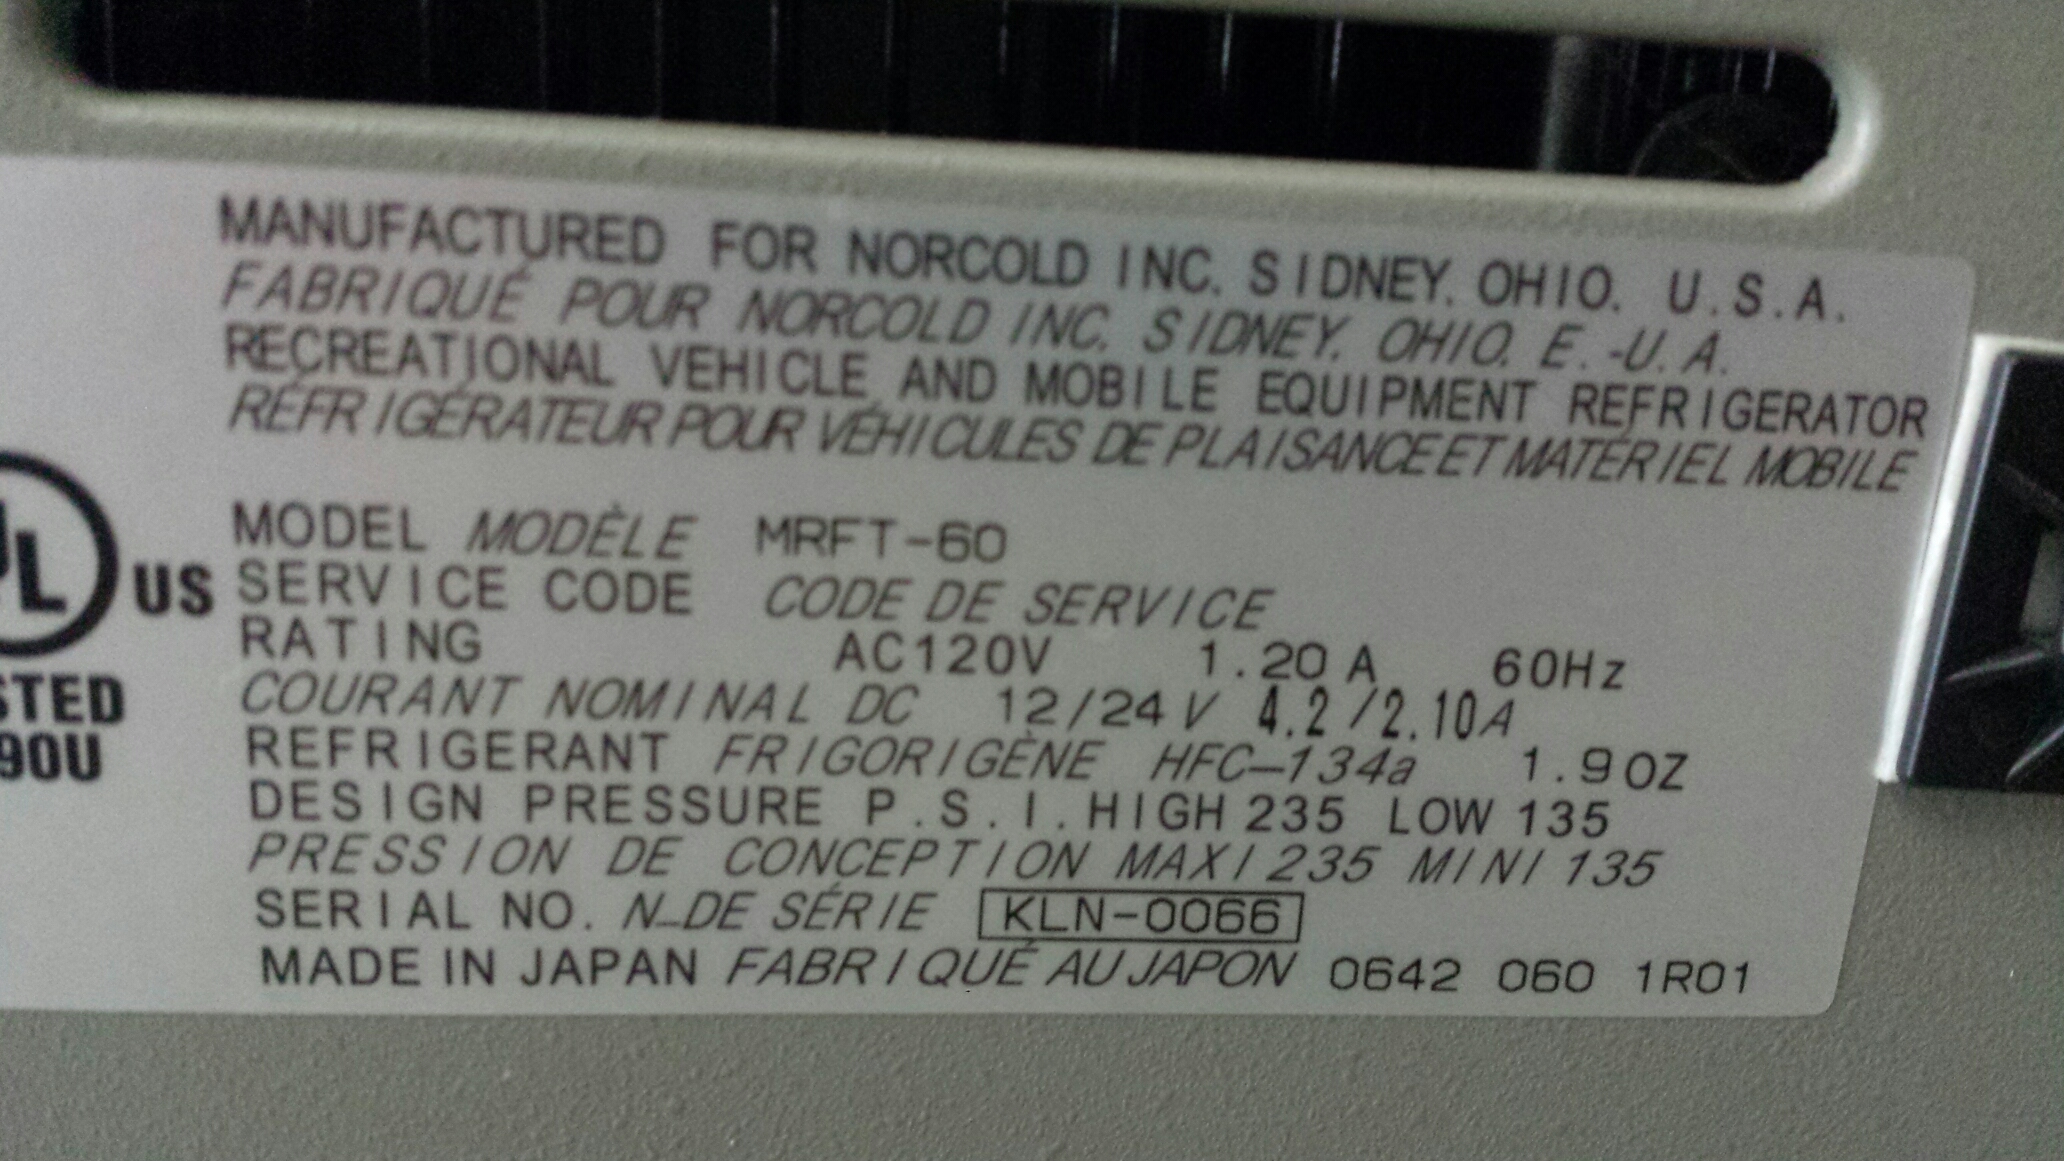 MANUFACTURED FOR NORCOLD INC. SIDNEY. OHIO. U.S.A.
FABRIQUÉ POUR NORCOLD INC. SIDNEY. OHIO. E.-U.A.
RECREATIONAL VEHICLE AND MOBILE EQUIPMENT REFRIGERATOR
RÉFRIGÉRATEUR POUR VÉHICULES DE PLAISANCE ET MATÉRIEL MOBILE
MODEL MODÈLE MRFT-60
US
SERVICE CODE CODE DE SERVICE
RATING AC120V 1.20A 60Hz
COURANT NOMINAL DC 12/24V 4.2/2.10A
REFRIGERANT FRIGORIGÈNE HFC-134a 1.9OZ
DESIGN PRESSURE P.S.I. HIGH 235 LOW 135
PRESSION DE CONCEPTION MAXI 235 MINI 135
SERIAL NO. N_DE SÉRIE KLN-0066
MADE IN JAPAN FABRIQUÉ AU JAPON 0642 060 1R01